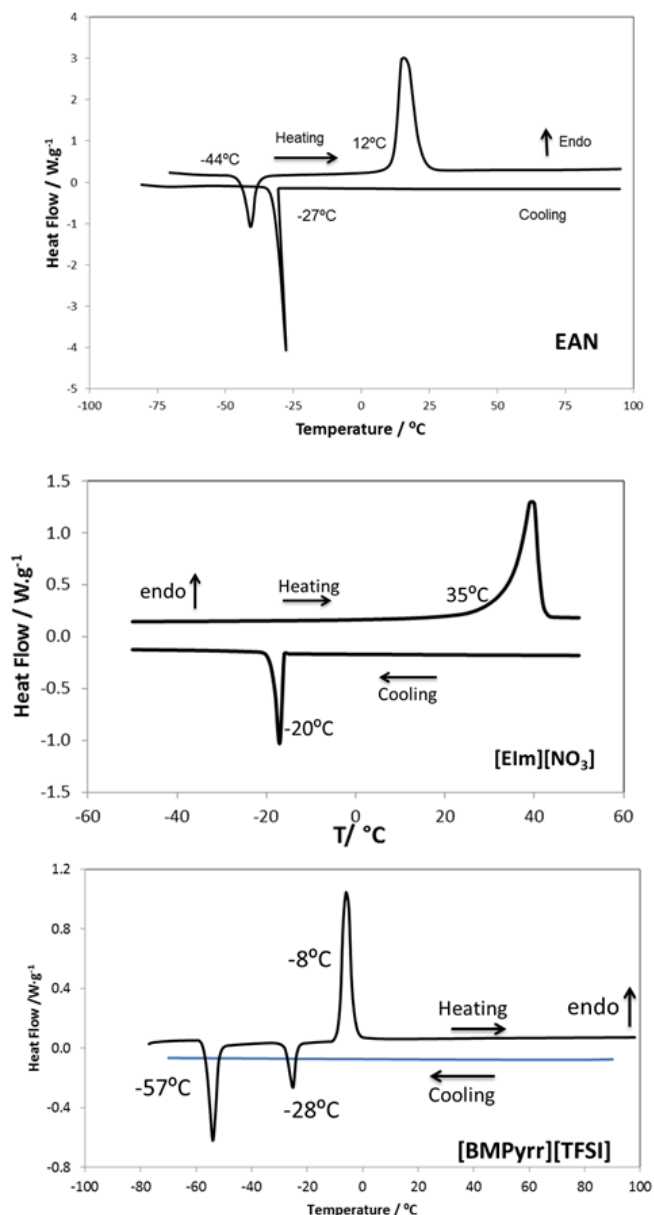 4
3
2
1
0
-1
-2
-3
-4
-5
Heat Flow / W.g-1
-44ºC
Heating
12ºC
Endo
-27ºC
Cooling
EAN
-100 -75 -50 -25 0 25 50 75 100
Temperature / ºC
1.5
1.0
0.5
0.0
-0.5
-1.0
-1.5
Heat Flow / W.g-1
endo
Heating
35ºC
Cooling
-20ºC
[EIm][NO3]
-60 -40 -20 0 20 40 60
T/ °C
1.2
0.8
0.4
0.0
-0.4
-0.8
Heat Flow /W·g-1
-8ºC
Heating
endo
-57ºC
-28ºC
Cooling
[BMPyrr][TFSI]
-100 -80 -60 -40 -20 0 20 40 60 80 100
Temperature / ºC